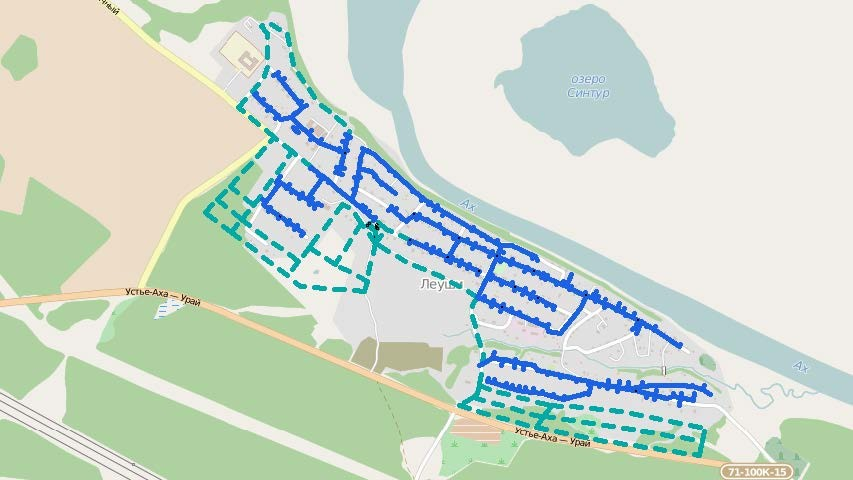 озеро
Синтур
Ах
Леуши
Устье-Аха — Урай
Ах
Устье-Аха — Урай
71-100К-15